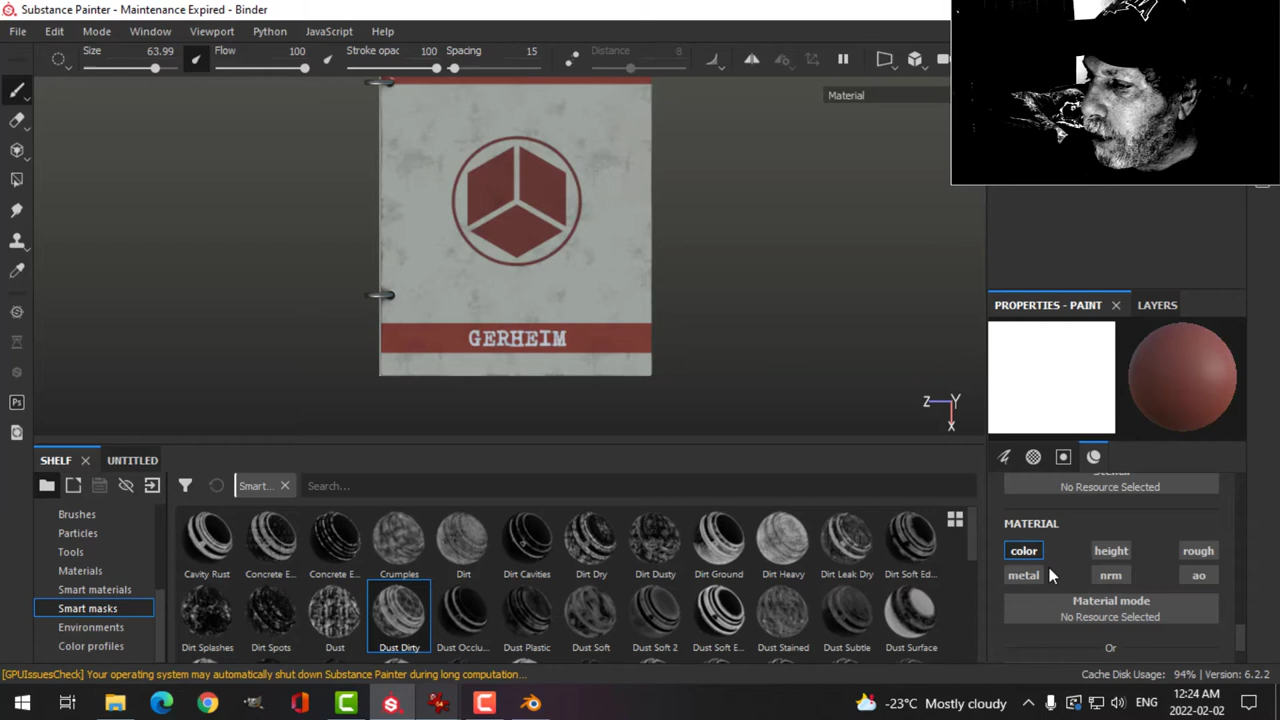 Substance Painter - Maintenance Expired - Binder
File Edit Mode Window Viewport Python JavaScript Help
Size 63.99 Flow 100 Stroke opac 100 Spacing 15 Distance 8
Material
GERHEIM
PROPERTIES - PAINT LAYERS
SHELF UNTITLED
Smart... Search...
Brushes
Particles
Tools
Materials
Smart materials
Smart masks
Environments
Color profiles
Cavity Rust Concrete E... Concrete E... Crumples Dirt Dirt Cavities Dirt Dry Dirt Dusty Dirt Ground Dirt Heavy Dirt Leak Dry Dirt Soft Ed...
Dirt Splashes Dirt Spots Dust Dust Dirty Dust Occlu... Dust Plastic Dust Soft Dust Soft 2 Dust Soft E... Dust Stained Dust Subtle Dust Surface
No Resource Selected
MATERIAL
color height rough
metal nrm ao
Material mode
No Resource Selected
Or
[GPUIssuesCheck] Your operating system may automatically shut down Substance Painter during long computation...
Cache Disk Usage: 94% | Version: 6.2.2
Ps
Z Y
X
-23°C Mostly cloudy ENG 12:24 AM
2022-02-02